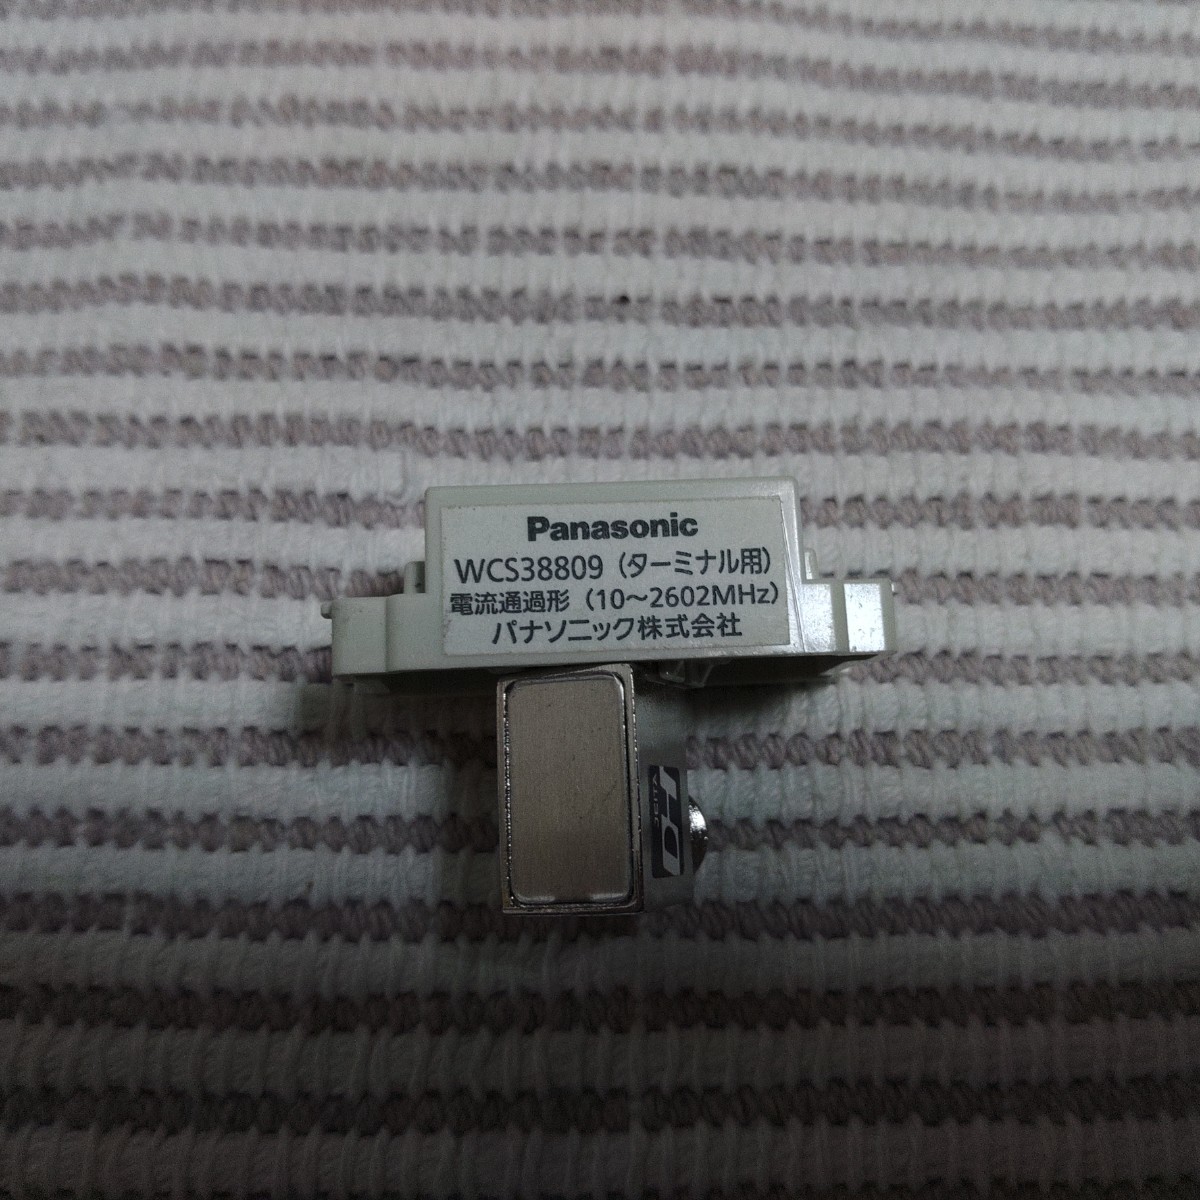 Panasonic
WCS38809（ターミナル用）
電流通過形（10～2602MHz）
パナソニック株式会社
DH